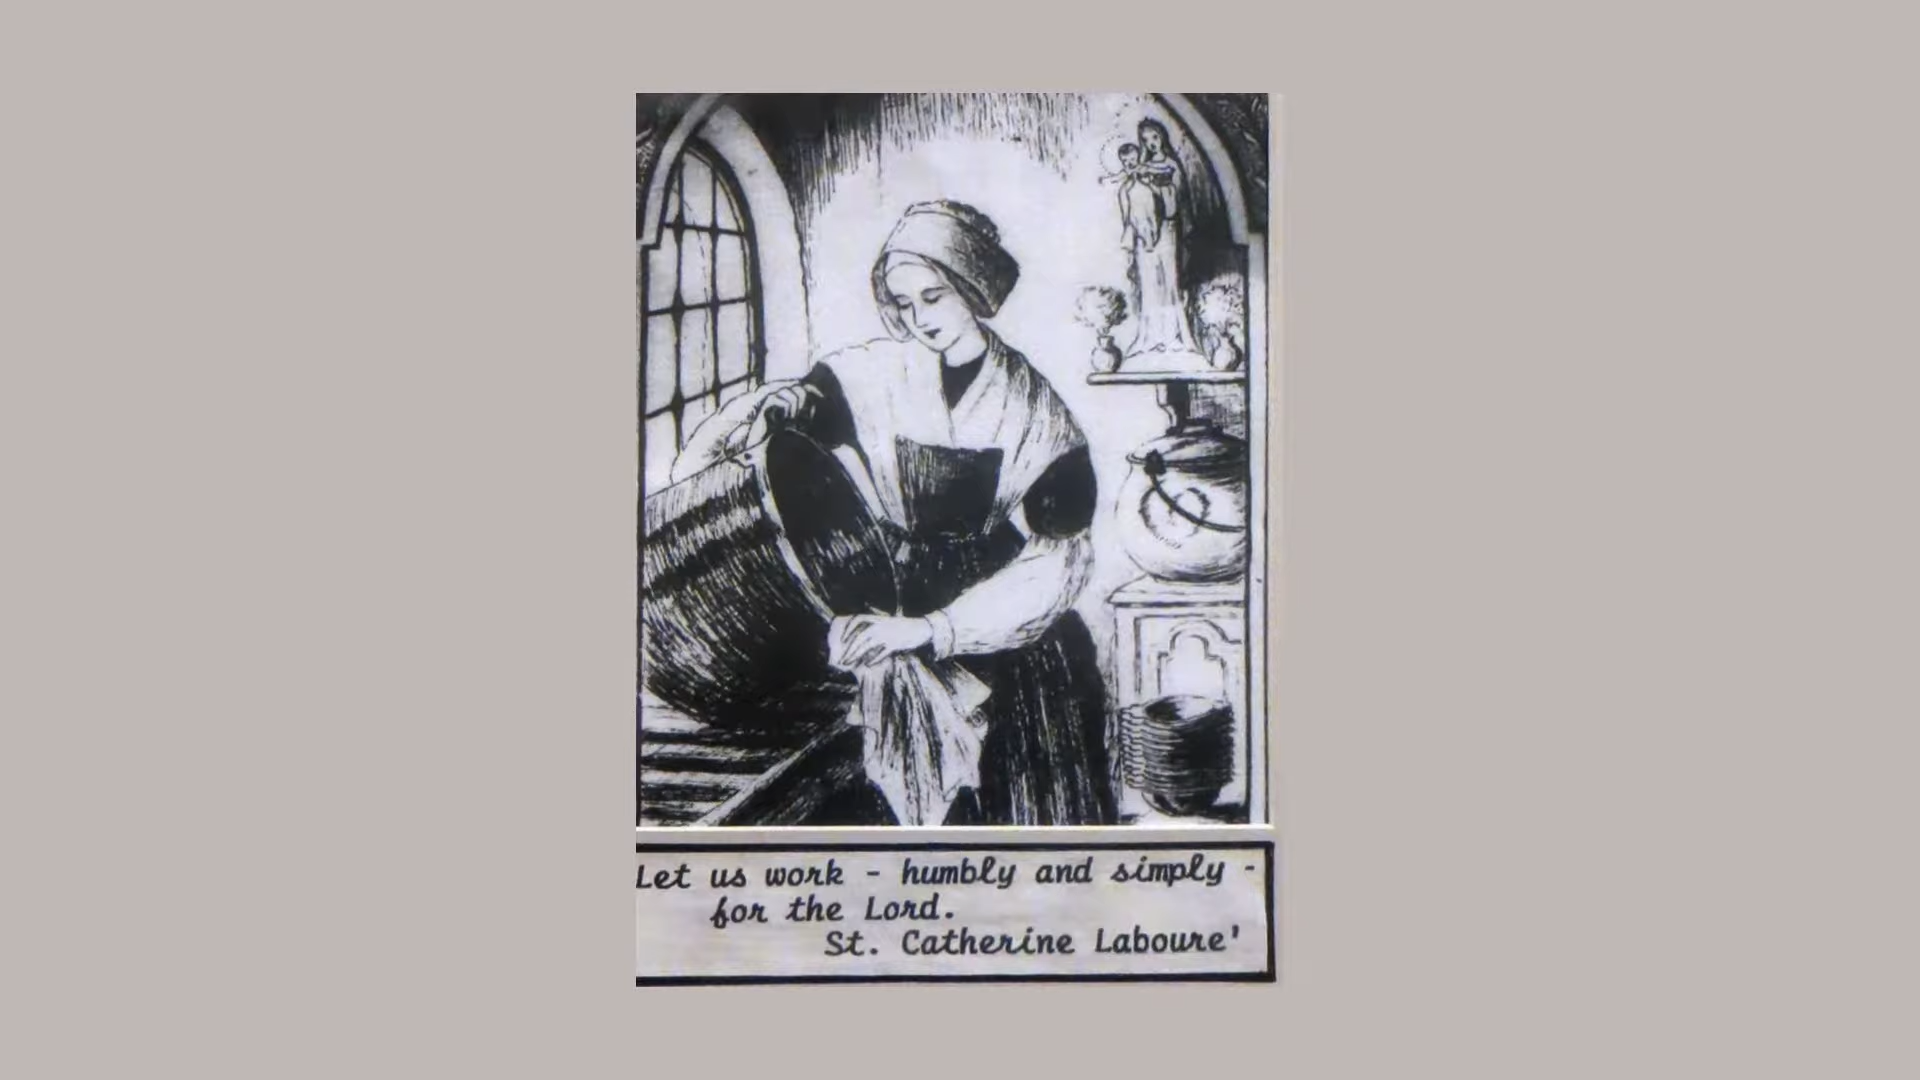 Let us work - humbly and simply -
for the Lord.
St. Catherine Laboure'